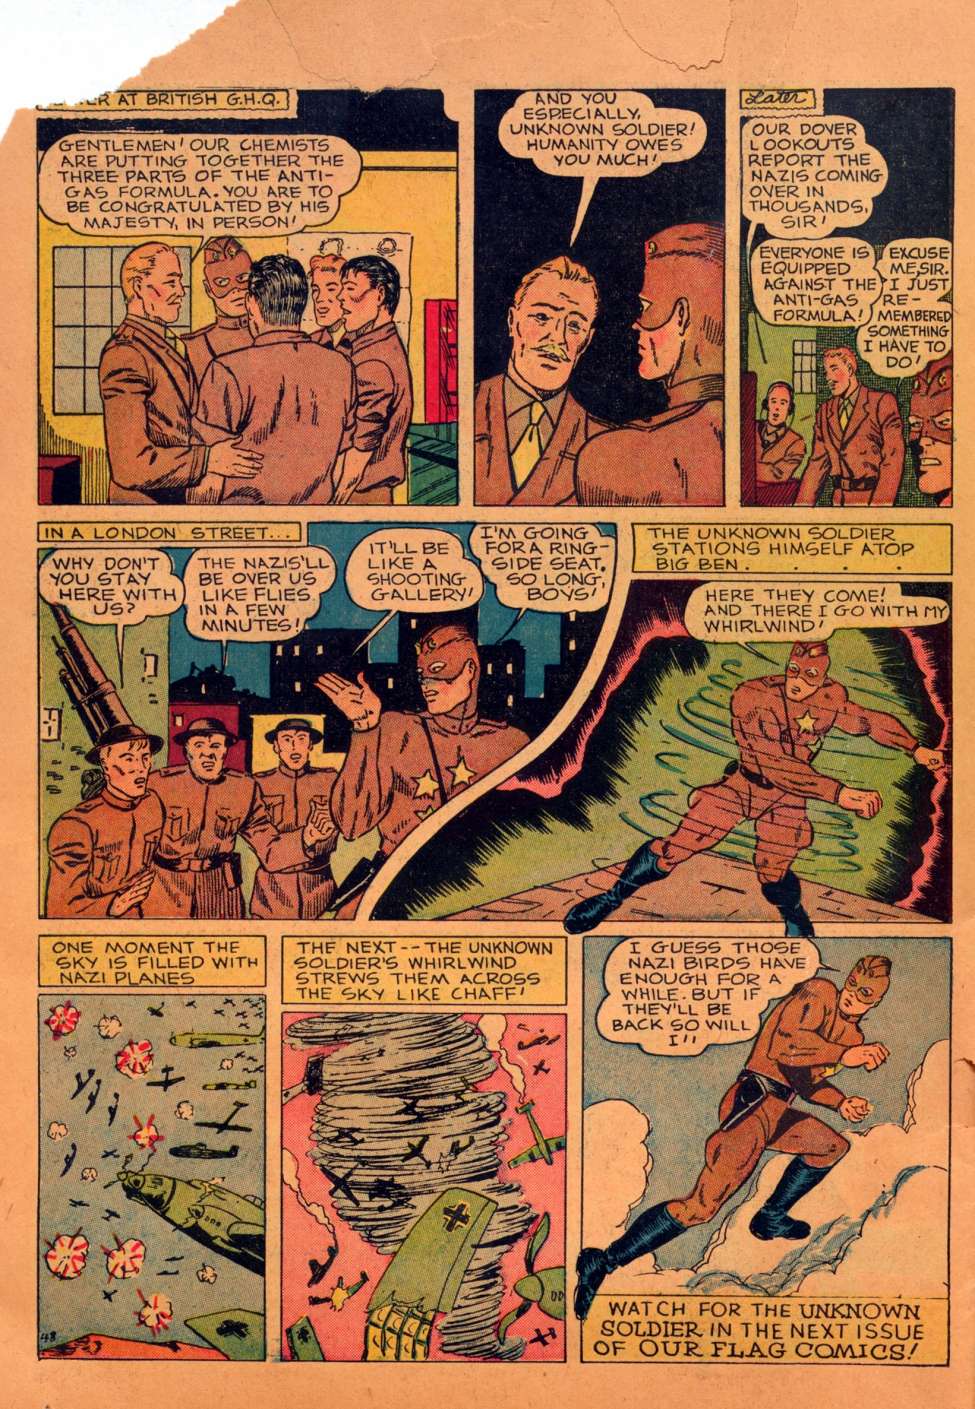 AT BRITISH G.H.Q.
GENTLEMEN! OUR CHEMISTS
ARE PUTTING TOGETHER THE
THREE PARTS OF THE ANTI-
GAS FORMULA. YOU ARE TO
BE CONGRATULATED BY HIS
MAJESTY, IN PERSON!
AND YOU
ESPECIALLY,
UNKNOWN SOLDIER!
HUMANITY OWES
YOU MUCH!
Later
OUR DOVER
LOOKOUTS
REPORT THE
NAZIS COMING
OVER IN
THOUSANDS,
SIR!
EVERYONE IS
EQUIPPED
AGAINST THE
ANTI-GAS
FORMULA!
EXCUSE
ME, SIR.
I JUST
RE-
MEMBERED
SOMETHING
I HAVE TO
DO!
IN A LONDON STREET...
WHY DON'T
YOU STAY
HERE WITH
US?
THE NAZIS'LL
BE OVER US
LIKE FLIES.
IN A FEW
MINUTES!
IT'LL BE
LIKE A
SHOOTING
GALLERY!
I'M GOING
FOR A RING-
SIDE SEAT.
SO LONG,
BOYS!
THE UNKNOWN SOLDIER
STATIONS HIMSELF ATOP
BIG BEN. . . . .
HERE THEY COME!
AND THERE I GO WITH MY
WHIRLWIND!
ONE MOMENT THE
SKY IS FILLED WITH
NAZI PLANES
THE NEXT -- THE UNKNOWN
SOLDIER'S WHIRLWIND
STREWS THEM ACROSS
THE SKY LIKE CHAFF!
I GUESS THOSE
NAZI BIRDS HAVE
ENOUGH FOR A
WHILE. BUT IF
THEY'LL BE
BACK SO WILL
I!!
48
WATCH FOR THE UNKNOWN
SOLDIER IN THE NEXT ISSUE
OF OUR FLAG COMICS!